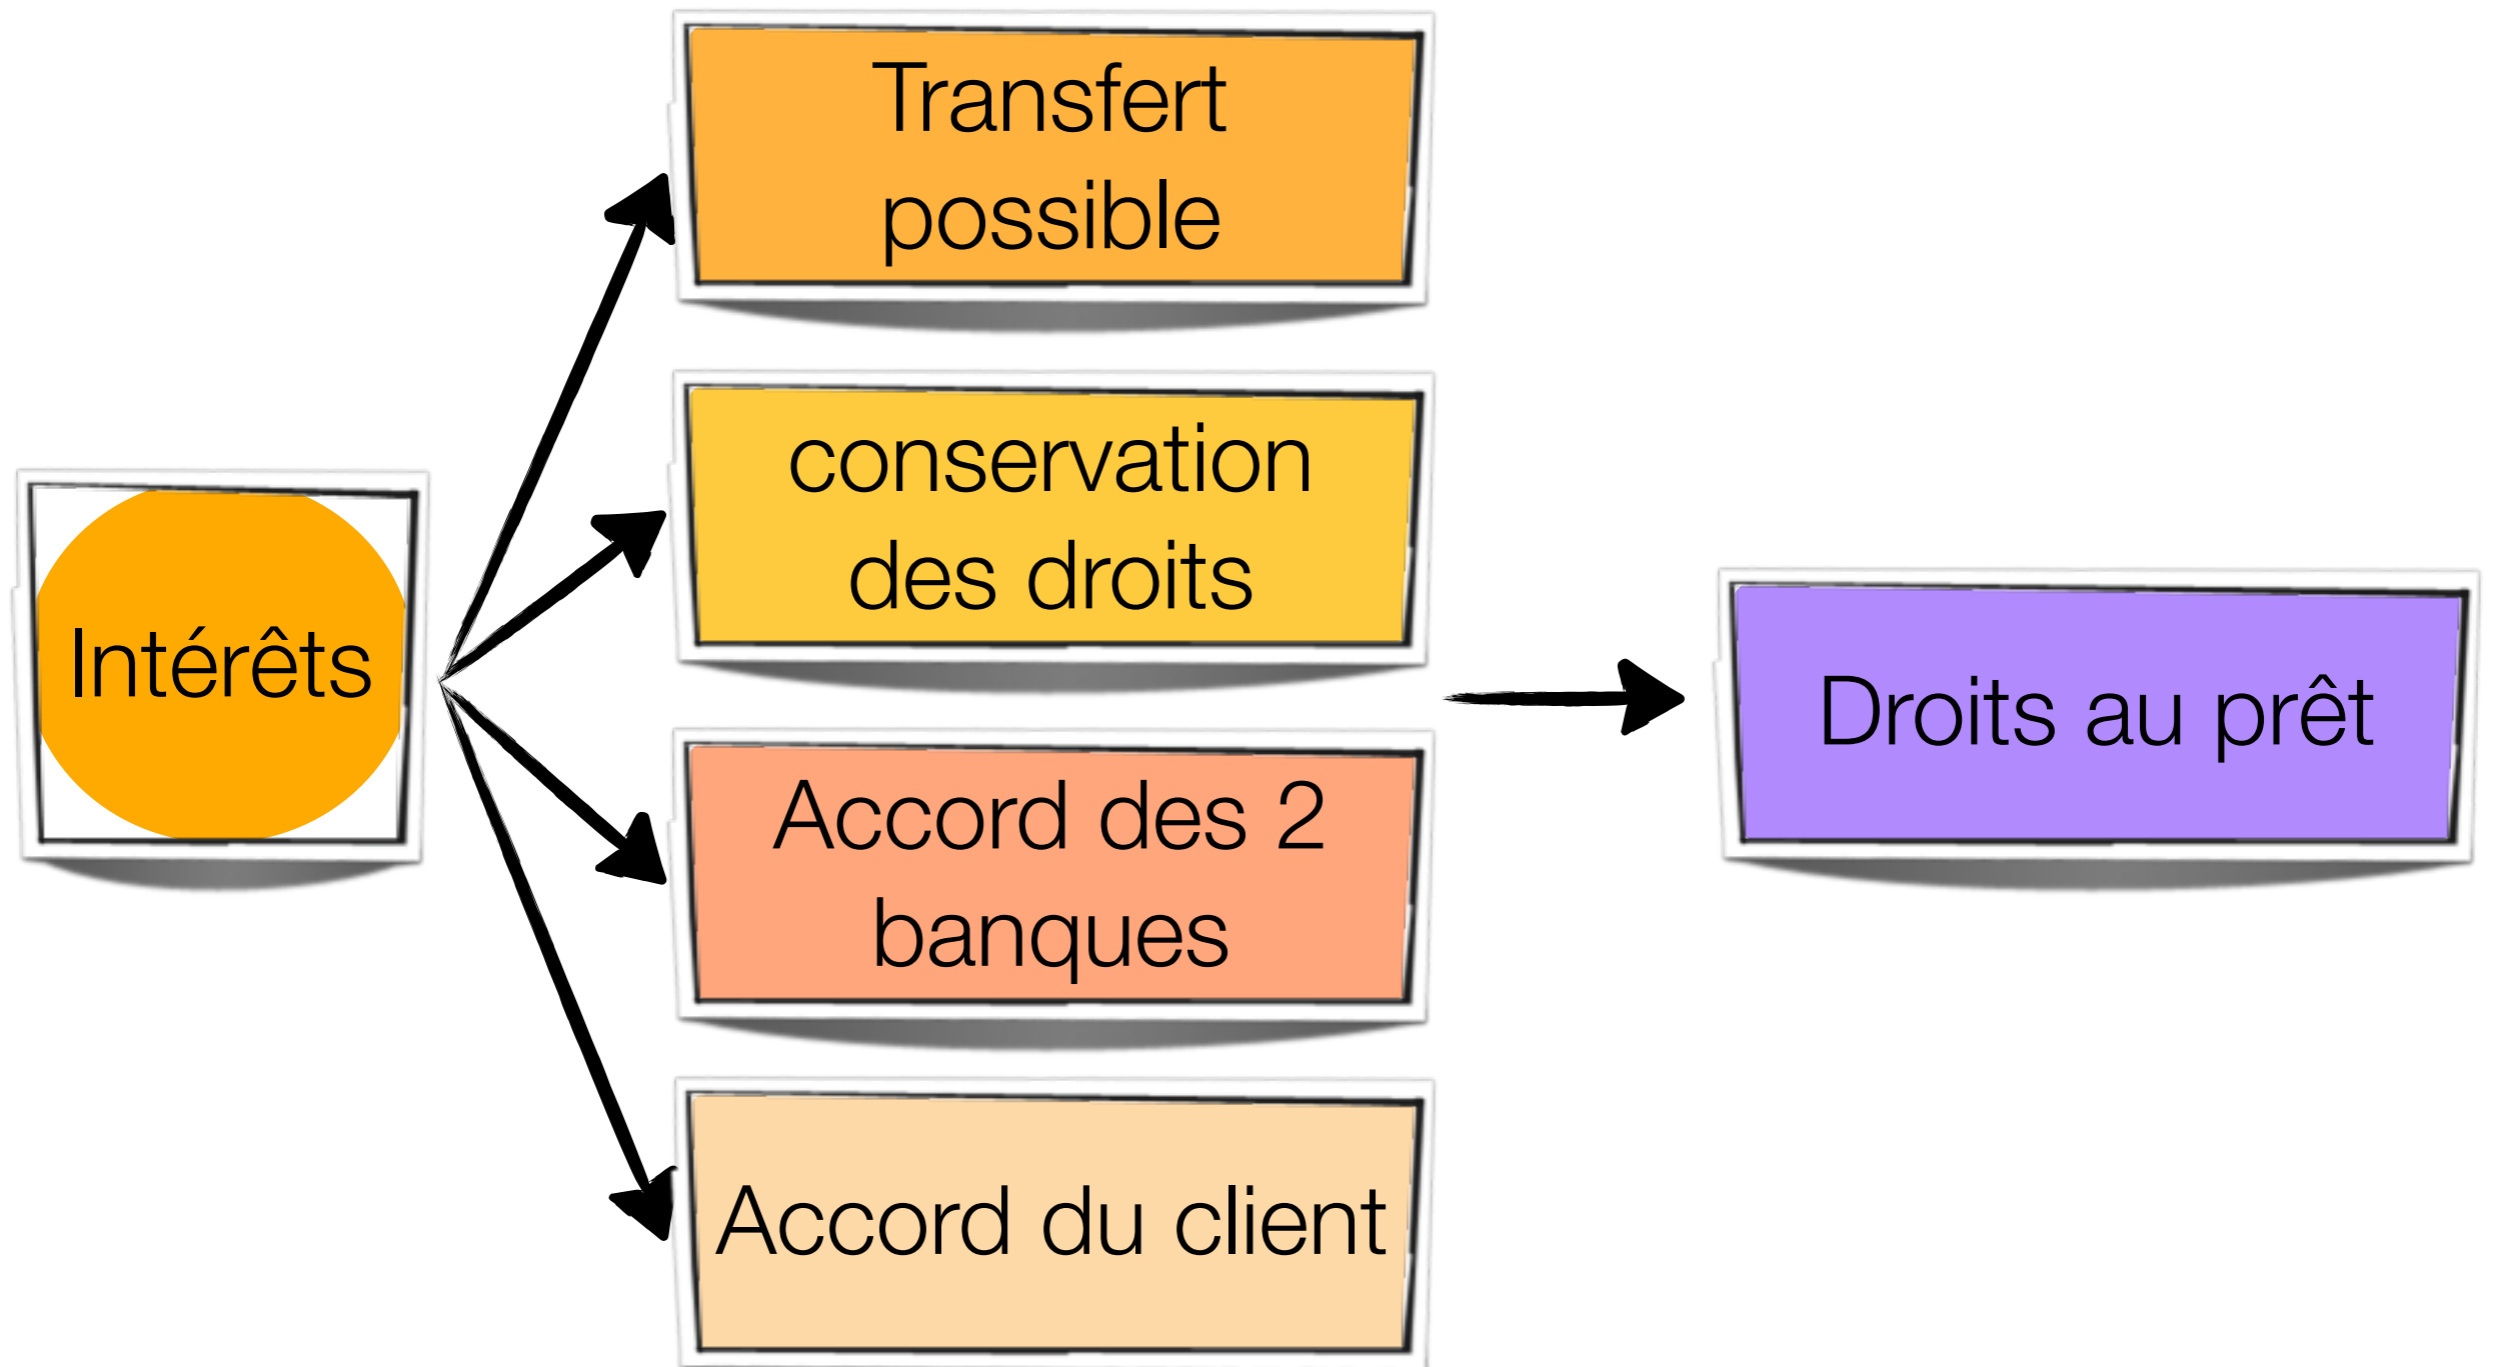 Intérêts
Transfert
possible
conservation
des droits
Accord des 2
banques
Accord du client
Droits au prêt